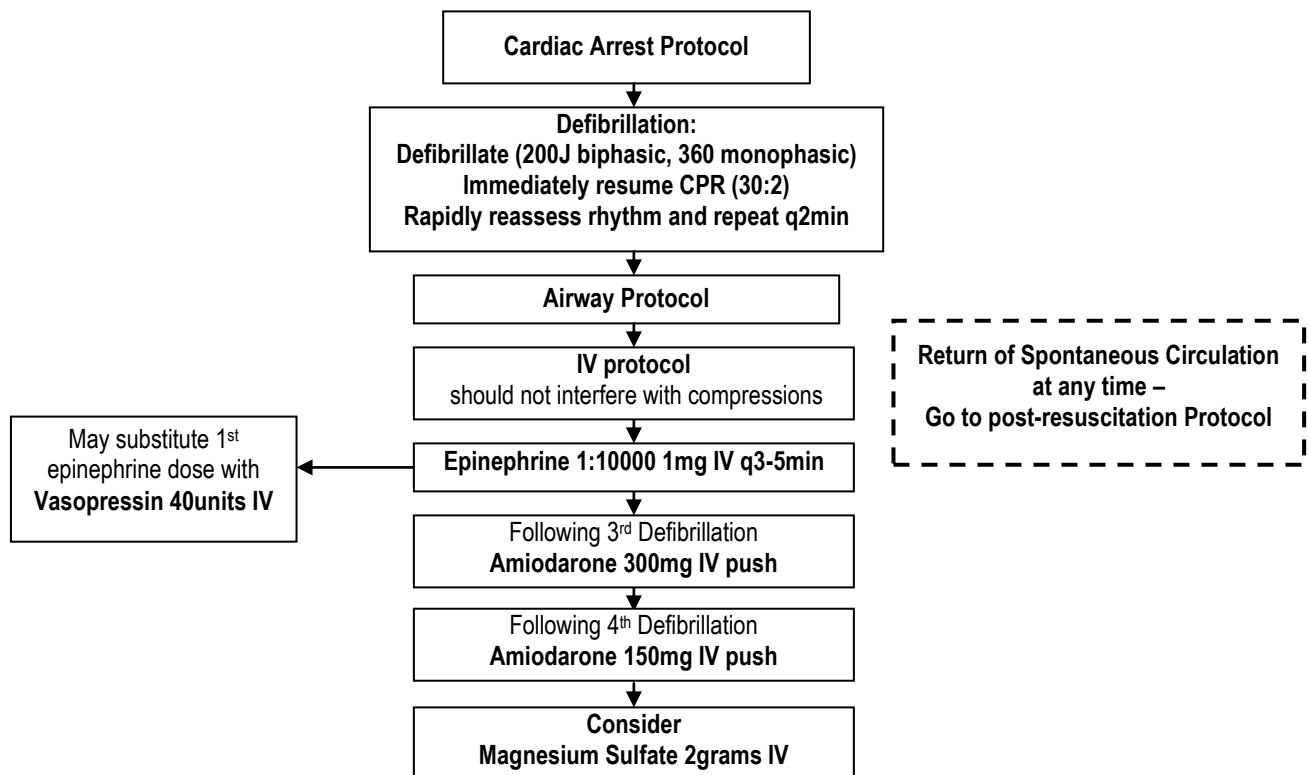 Cardiac Arrest Protocol
Defibrillation:
Defibrillate (200J biphasic, 360 monophasic)
Immediately resume CPR (30:2)
Rapidly reassess rhythm and repeat q2min
Airway Protocol
IV protocol
should not interfere with compressions
Return of Spontaneous Circulation
at any time –
Go to post-resuscitation Protocol
May substitute 1st
epinephrine dose with
Vasopressin 40units IV
Epinephrine 1:10000 1mg IV q3-5min
Following 3rd Defibrillation
Amiodarone 300mg IV push
Following 4th Defibrillation
Amiodarone 150mg IV push
Consider
Magnesium Sulfate 2grams IV